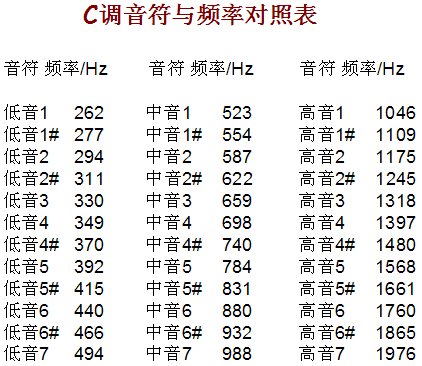 C调音符与频率对照表
音符 频率/Hz 音符 频率/Hz 音符 频率/Hz
低音1 262 中音1 523 高音1 1046
低音1# 277 中音1# 554 高音1# 1109
低音2 294 中音2 587 高音2 1175
低音2# 311 中音2# 622 高音2# 1245
低音3 330 中音3 659 高音3 1318
低音4 349 中音4 698 高音4 1397
低音4# 370 中音4# 740 高音4# 1480
低音5 392 中音5 784 高音5 1568
低音5# 415 中音5# 831 高音5# 1661
低音6 440 中音6 880 高音6 1760
低音6# 466 中音6# 932 高音6# 1865
低音7 494 中音7 988 高音7 1976